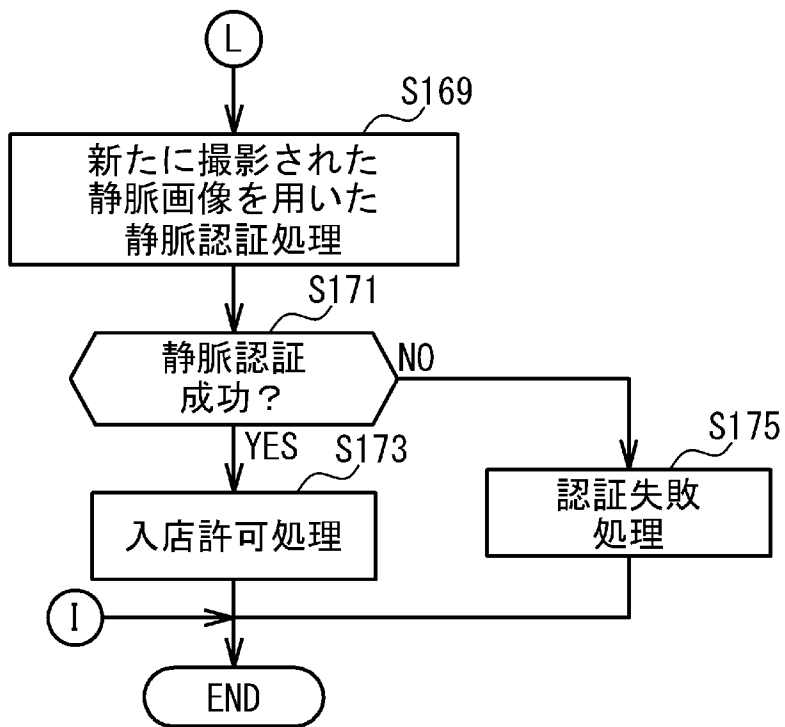 L
S169
新たに撮影された
静脈画像を用いた
静脈認証処理
S171
静脈認証
成功？
NO
YES
S173
入店許可処理
S175
認証失敗
処理
I
END